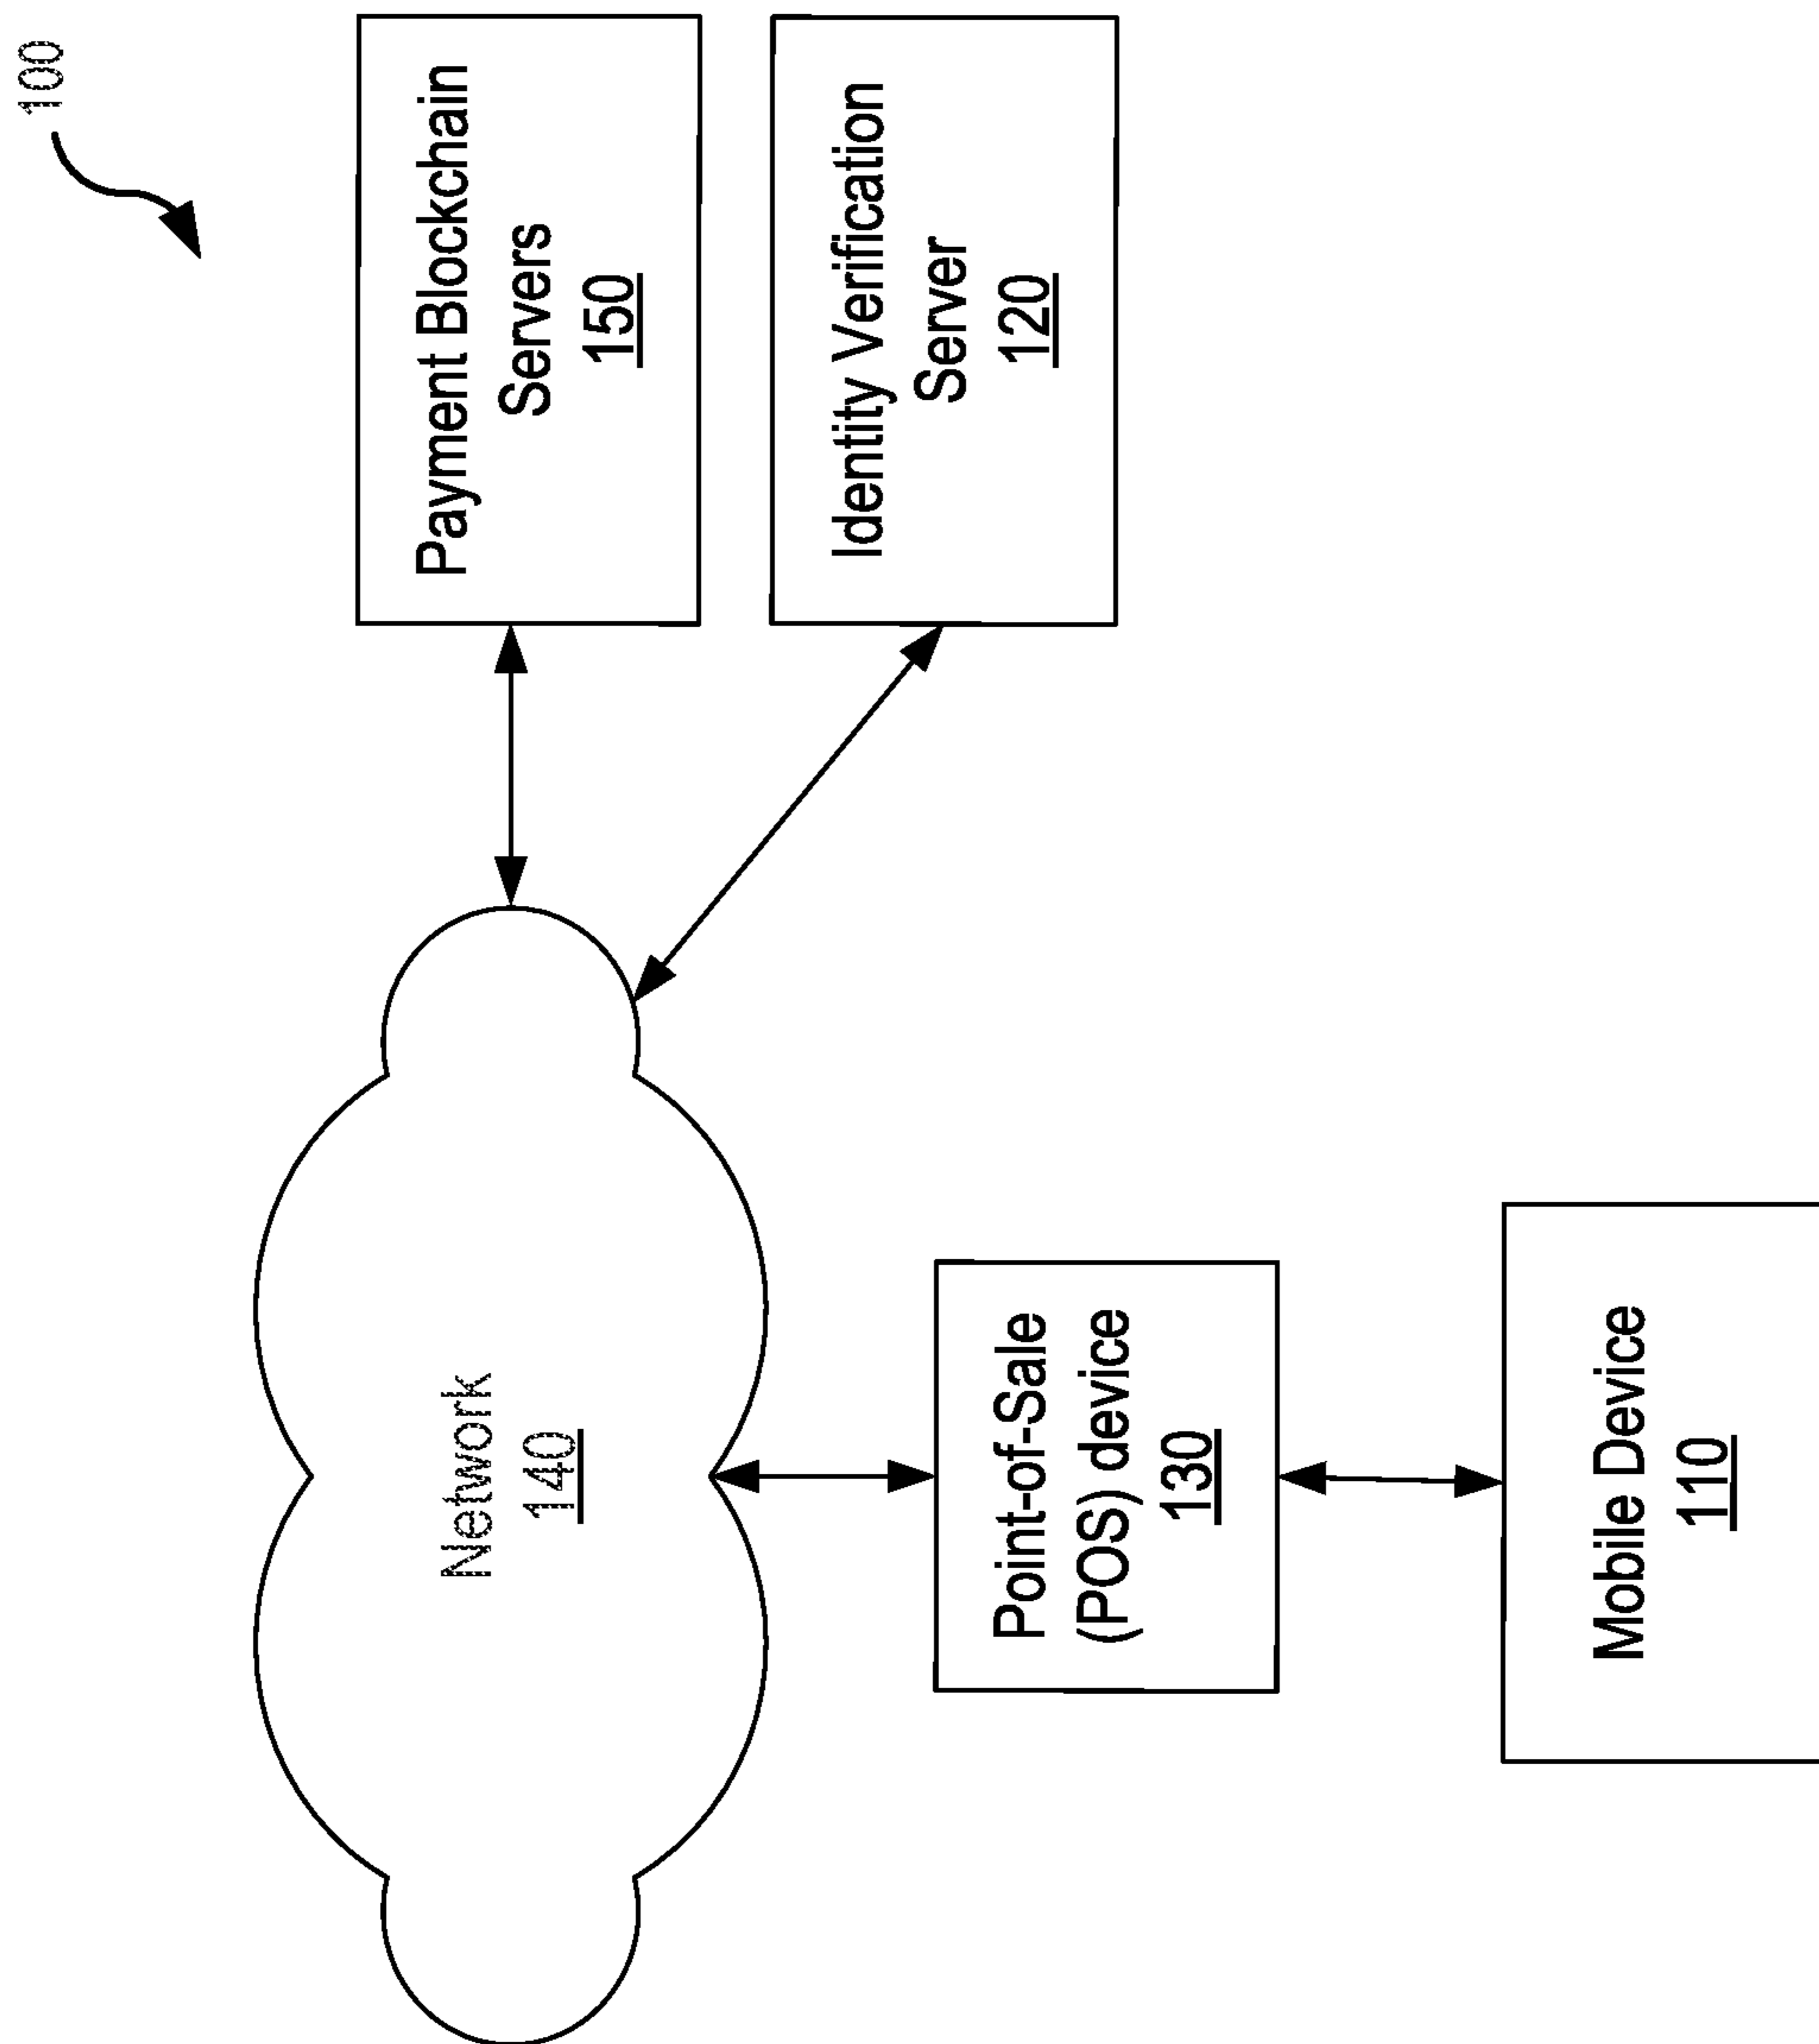 100
Payment Blockchain
Servers
150
Identity Verification
Server
120
Network
140
Point-of-Sale
(POS) device
130
Mobile Device
110